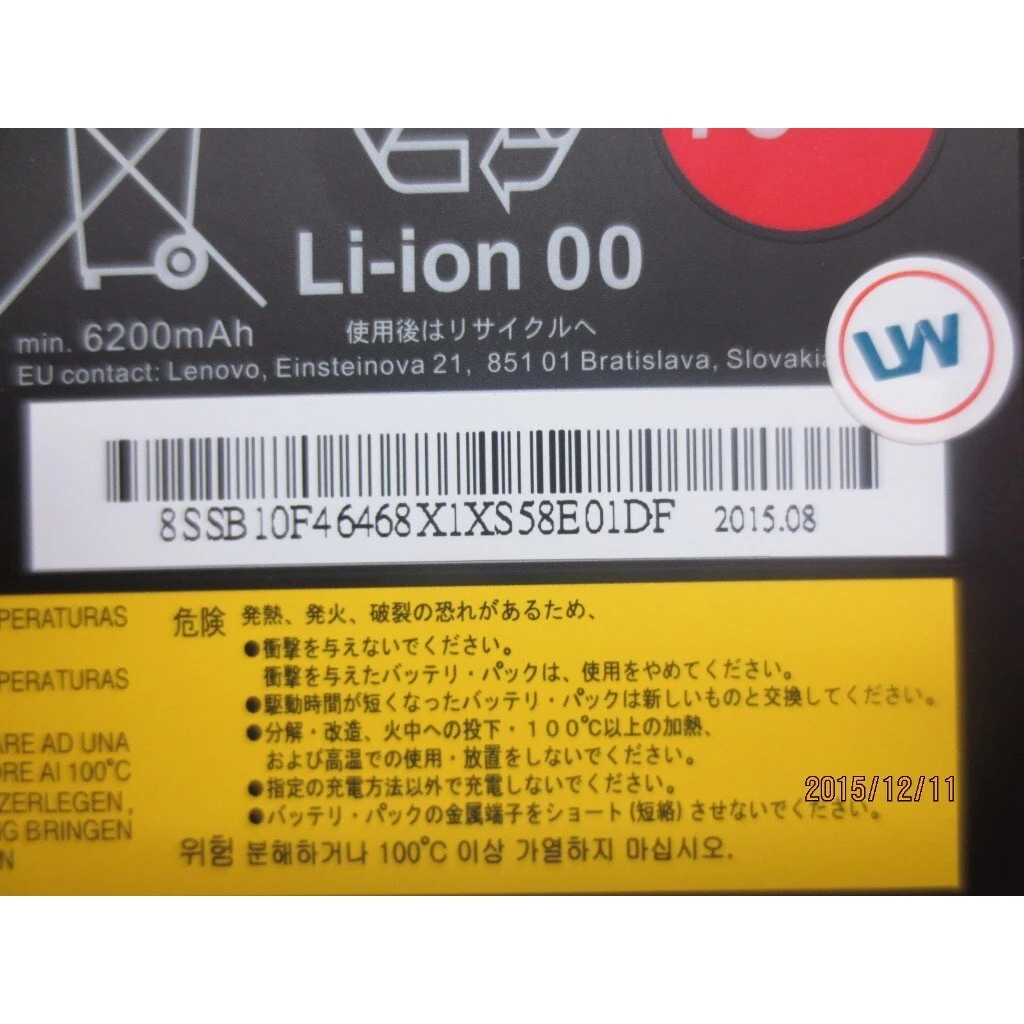 Li-ion 00
min. 6200mAh
使用後はリサイクルへ
EU contact: Lenovo, Einsteinova 21, 851 01 Bratislava, Slovakia
UW
8SSB10F46468X1XS58E01DF 2015.08
PERATURAS
PERATURAS
ARE AD UNA
ORE AI 100°C
ZERLEGEN,
NG BRINGEN
危険 発熱、発火、破裂の恐れがあるため、
●衝撃を与えないでください。
衝撃を与えたバッテリ・パックは、使用をやめてください。
●駆動時間が短くなったバッテリ・パックは新しいものと交換してください。
●分解・改造、火中への投下・100°C以上の加熱、
および高温での使用・放置をしないでください。
●指定の充電方法以外で充電しないでください。
●バッテリ・パックの金属端子をショート(短絡)させないでください。
위험 분해하거나 100°C 이상 가열하지 마십시오.
2015/12/11